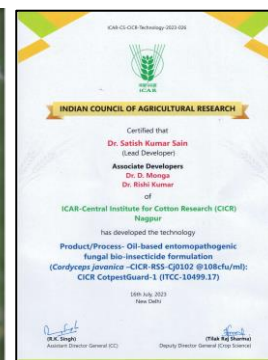 ICAR-CS-CICR-Technology-2023-026
ICAR
INDIAN COUNCIL OF AGRICULTURAL RESEARCH
Certified that
Dr. Satish Kumar Sain
(Lead Developer)
Associate Developers
Dr. D. Monga
Dr. Rishi Kumar
of
ICAR-Central Institute for Cotton Research (CICR)
Nagpur
has developed the technology
Product/Process- Oil-based entomopathogenic
fungal bio-insecticide formulation
(Cordyceps javanica –CICR-RSS-Cj0102 @108cfu/ml):
CICR CotpestGuard-1 (ITCC-10499.17)
16th July, 2023
New Delhi
(R.K. Singh)
Assistant Director General (CC)
(Tilak Raj Sharma)
Deputy Director General (Crop Science)